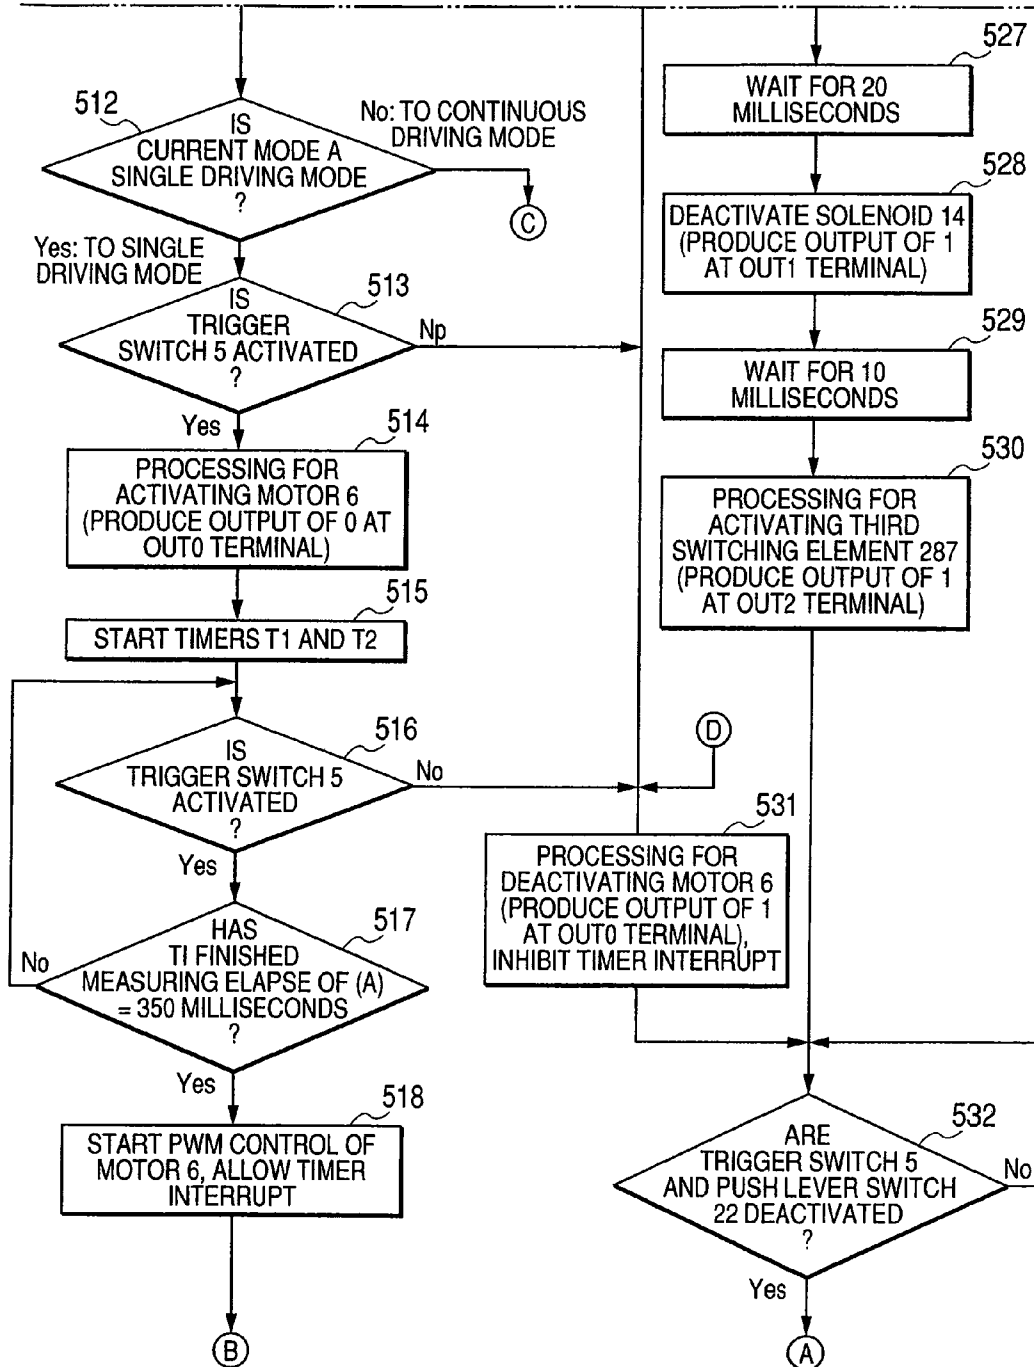 512
IS
CURRENT MODE A
SINGLE DRIVING MODE
?
No: TO CONTINUOUS
DRIVING MODE
C
Yes: TO SINGLE
DRIVING MODE
513
IS
TRIGGER
SWITCH 5 ACTIVATED
?
Np
Yes
514
PROCESSING FOR
ACTIVATING MOTOR 6
(PRODUCE OUTPUT OF 0 AT
OUT0 TERMINAL)
515
START TIMERS T1 AND T2
516
IS
TRIGGER SWITCH 5
ACTIVATED
?
No
Yes
517
HAS
TI FINISHED
MEASURING ELAPSE OF (A)
= 350 MILLISECONDS
?
No
Yes
518
START PWM CONTROL OF
MOTOR 6, ALLOW TIMER
INTERRUPT
B
D
531
PROCESSING FOR
DEACTIVATING MOTOR 6
(PRODUCE OUTPUT OF 1
AT OUT0 TERMINAL),
INHIBIT TIMER INTERRUPT
527
WAIT FOR 20
MILLISECONDS
528
DEACTIVATE SOLENOID 14
(PRODUCE OUTPUT OF 1
AT OUT1 TERMINAL)
529
WAIT FOR 10
MILLISECONDS
530
PROCESSING FOR
ACTIVATING THIRD
SWITCHING ELEMENT 287
(PRODUCE OUTPUT OF 1
AT OUT2 TERMINAL)
532
ARE
TRIGGER SWITCH 5
AND PUSH LEVER SWITCH
22 DEACTIVATED
?
No
Yes
A